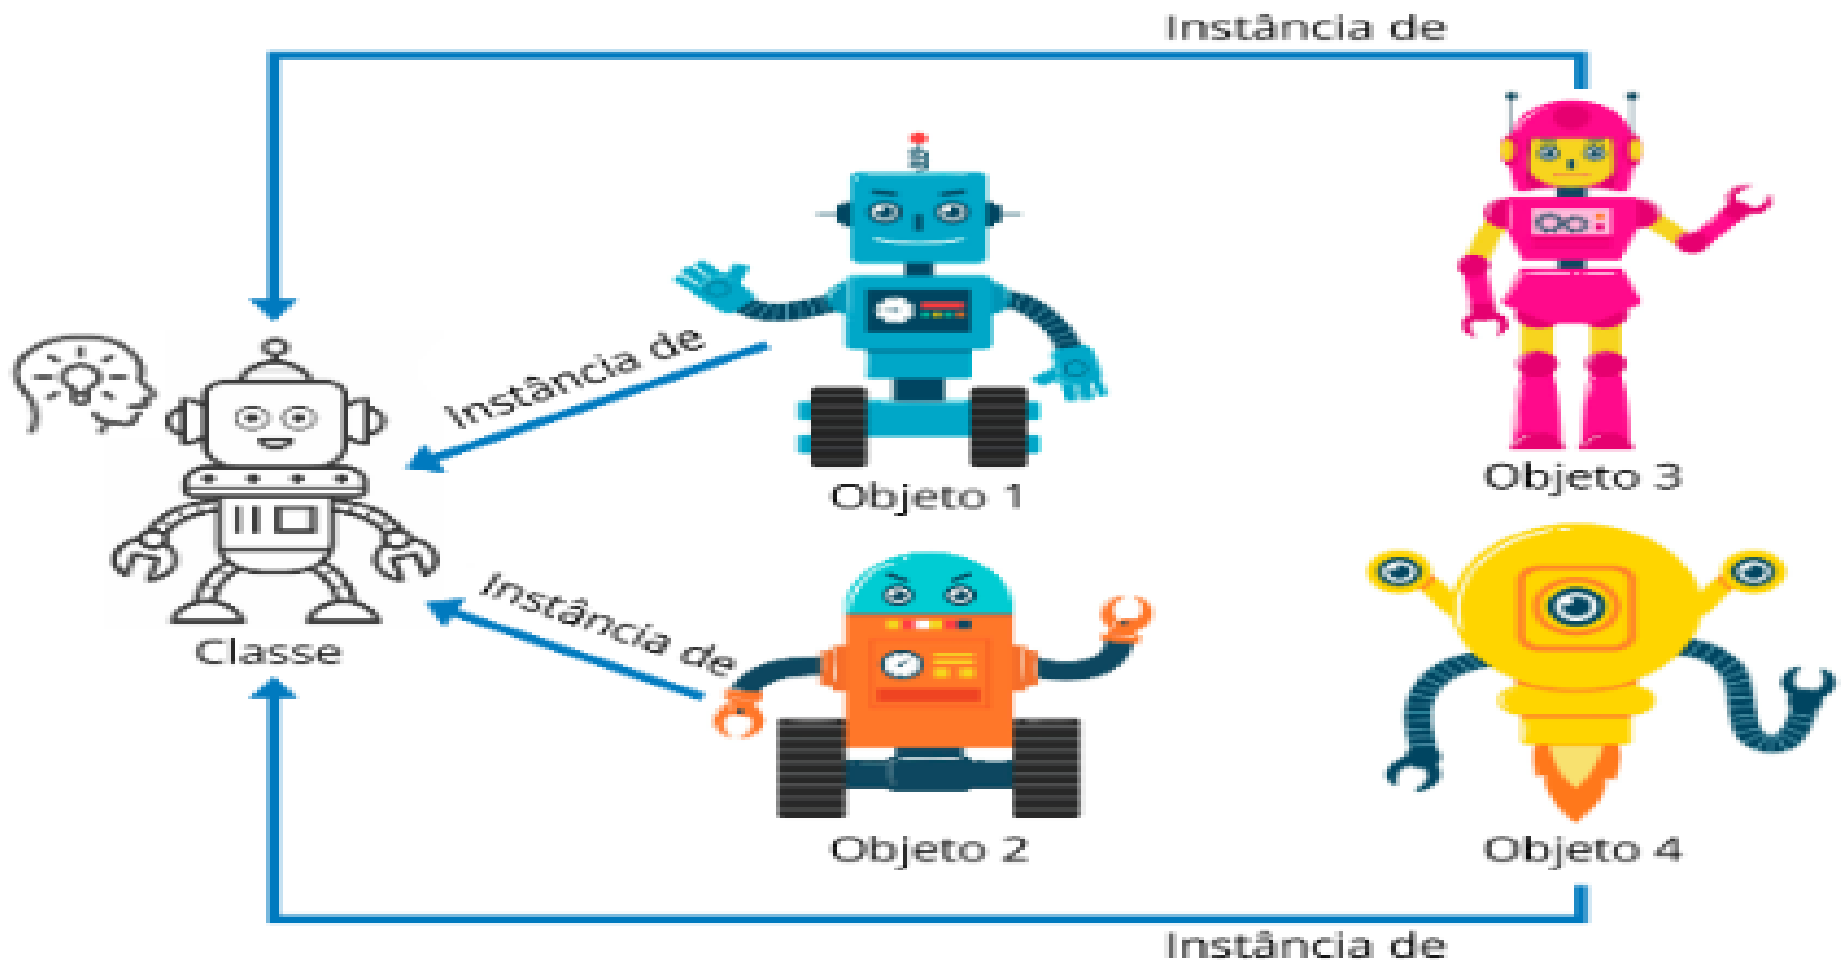 Instância de
Instância de
Objeto 1
Objeto 3
Classe
Instância de
Objeto 2
Objeto 4
Instância de